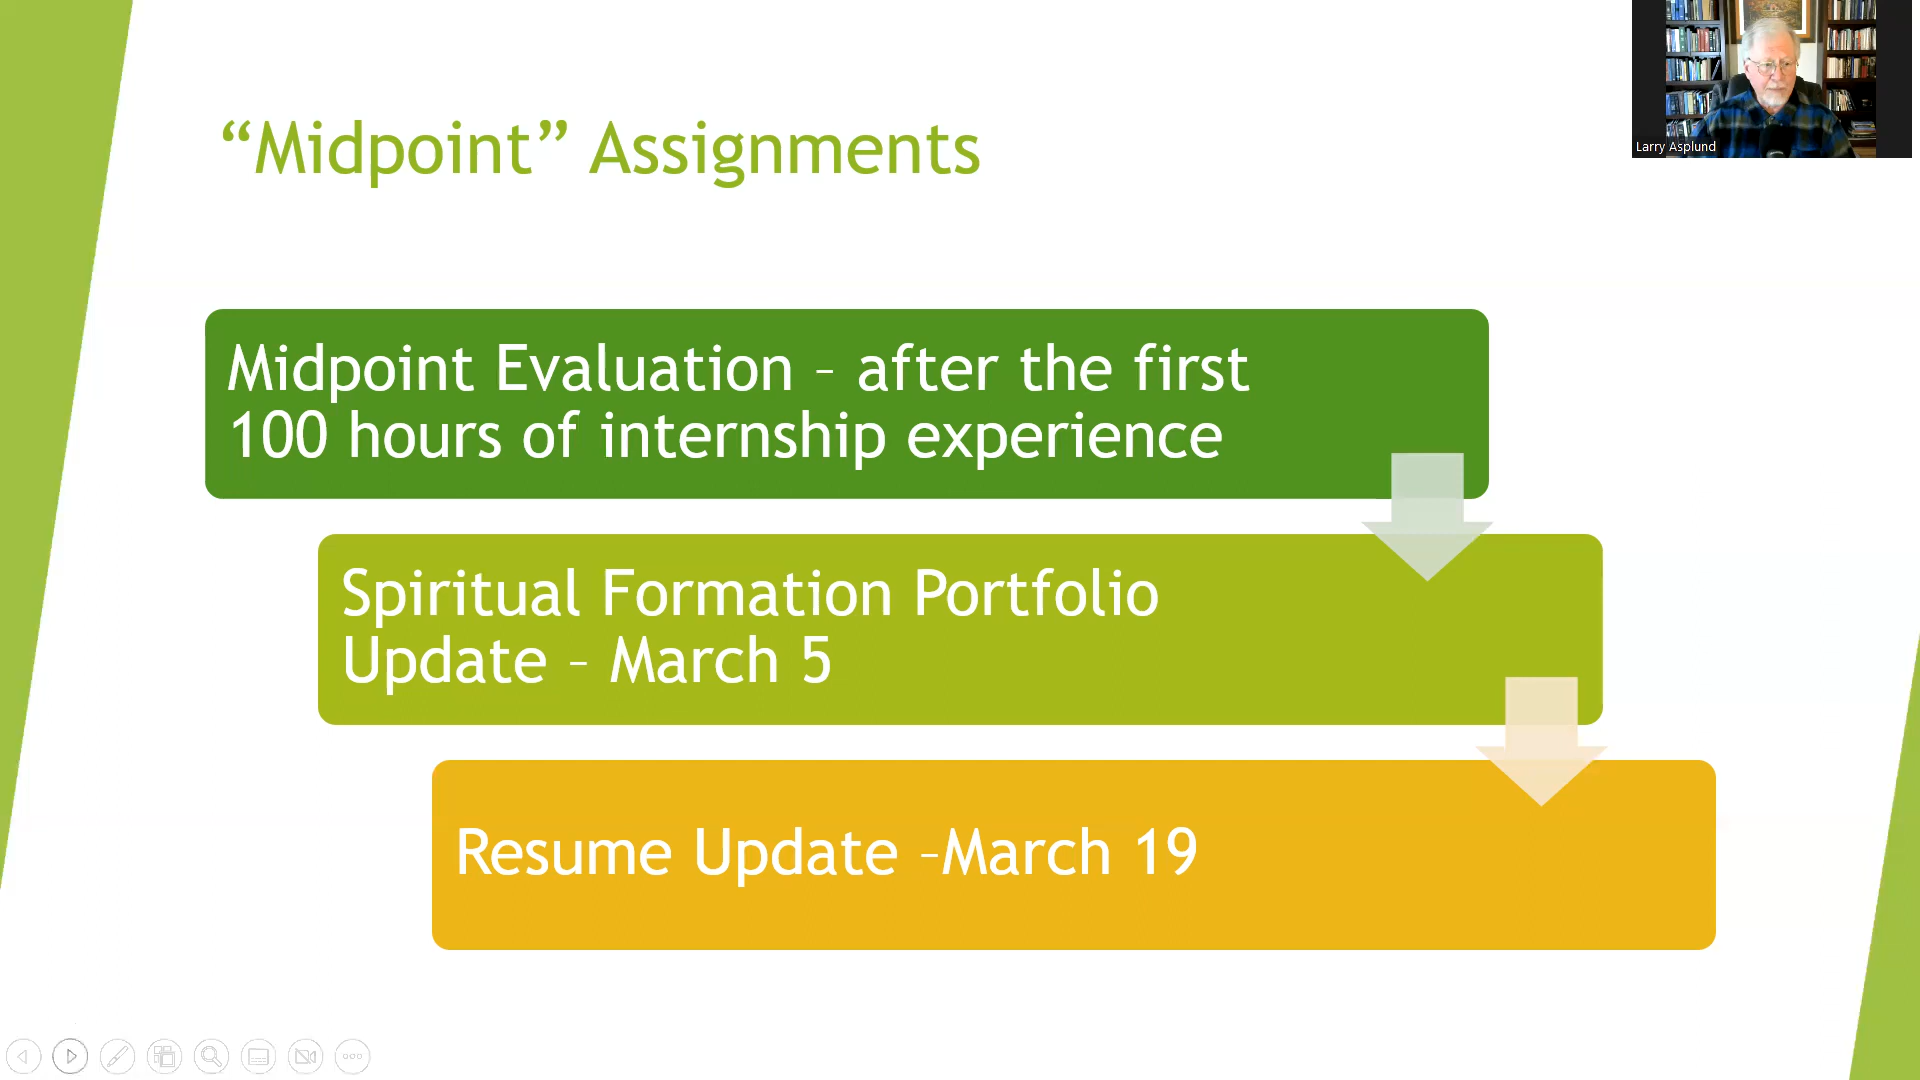 “Midpoint” Assignments
Larry Asplund
Midpoint Evaluation – after the first
100 hours of internship experience
Spiritual Formation Portfolio
Update – March 5
Resume Update –March 19